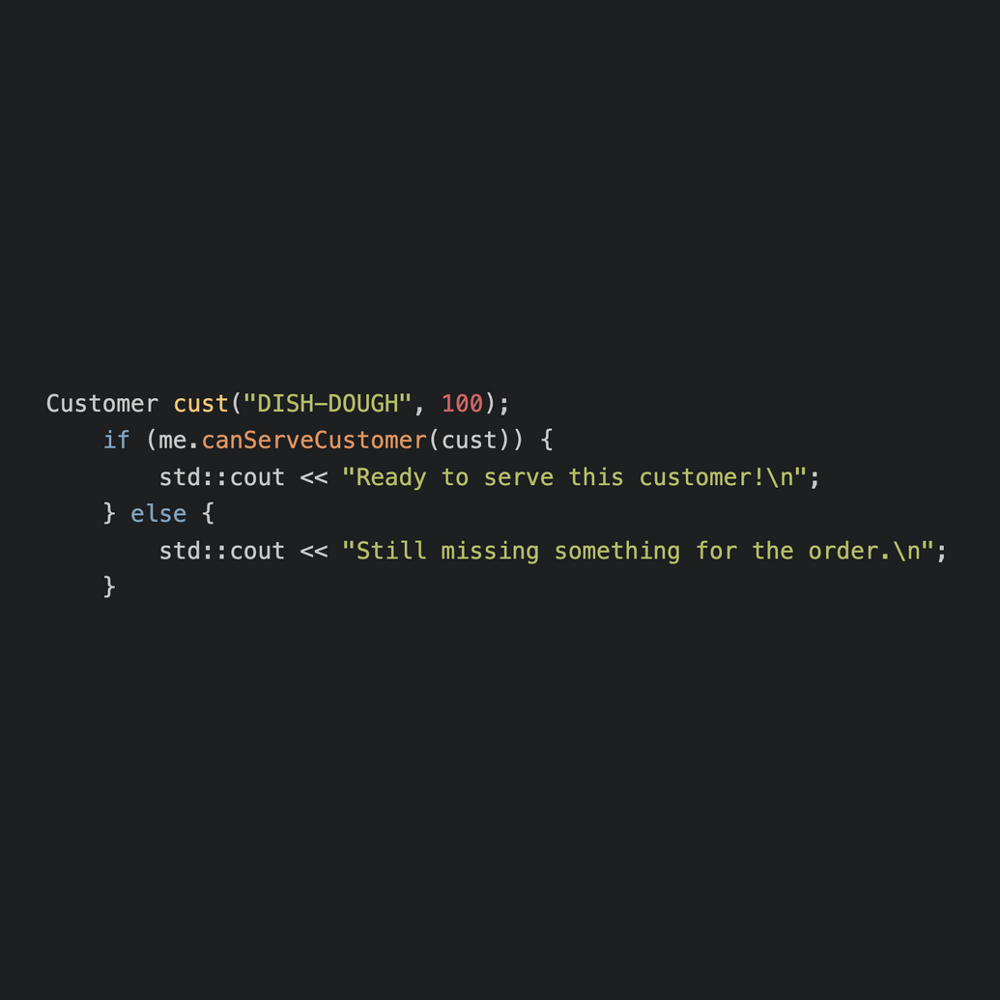 Customer cust("DISH-DOUGH", 100);
    if (me.canServeCustomer(cust)) {
        std::cout << "Ready to serve this customer!\n";
    } else {
        std::cout << "Still missing something for the order.\n";
    }